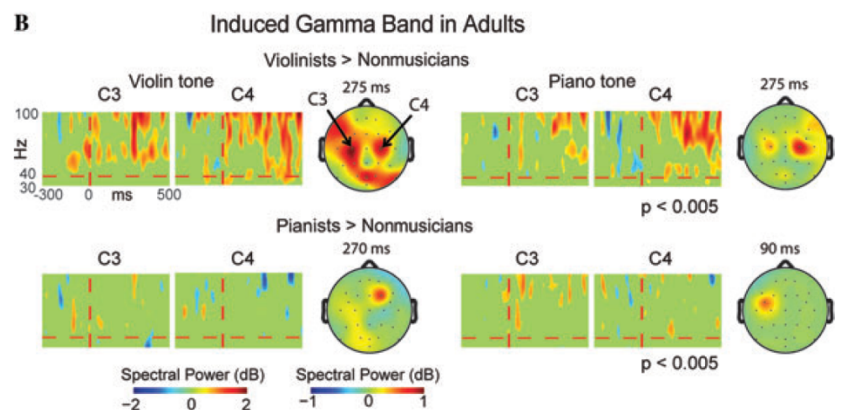 B
Induced Gamma Band in Adults
Violinists > Nonmusicians
Violin tone
Piano tone
C3
C4
275 ms
C3
C4
C3
C4
275 ms
100
Hz
40
30
-300
0
ms
500
p < 0.005
Pianists > Nonmusicians
C3
C4
270 ms
C3
C4
90 ms
p < 0.005
Spectral Power (dB)
−2
0
2
Spectral Power (dB)
−1
0
1